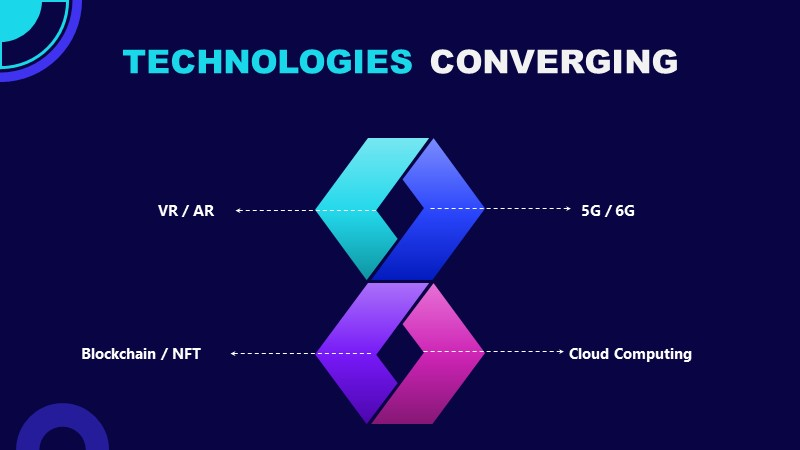 TECHNOLOGIES CONVERGING
VR / AR
5G / 6G
Blockchain / NFT
Cloud Computing